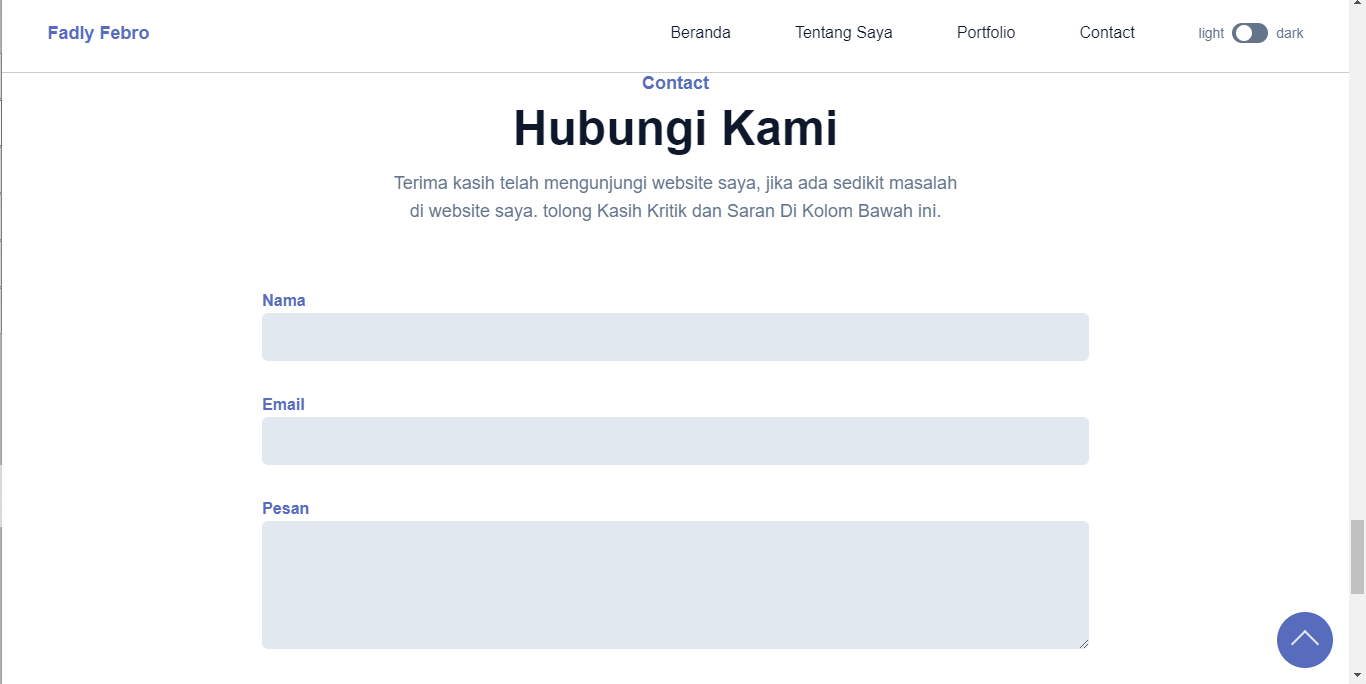 Fadly Febro
Beranda
Tentang Saya
Portfolio
Contact
light
dark
Contact
Hubungi Kami
Terima kasih telah mengunjungi website saya, jika ada sedikit masalah
di website saya. tolong Kasih Kritik dan Saran Di Kolom Bawah ini.
Nama
Email
Pesan